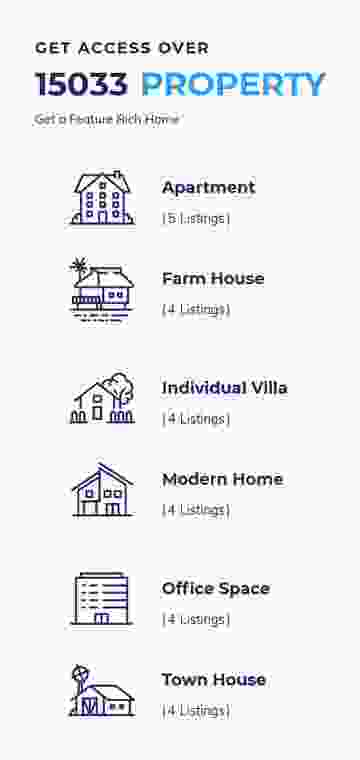 GET ACCESS OVER
15033 PROPERTY
Get a Feature Rich Home
Apartment
(5 Listings)
Farm House
(4 Listings)
Individual Villa
(4 Listings)
Modern Home
(4 Listings)
Office Space
(4 Listings)
Town House
(4 Listings)